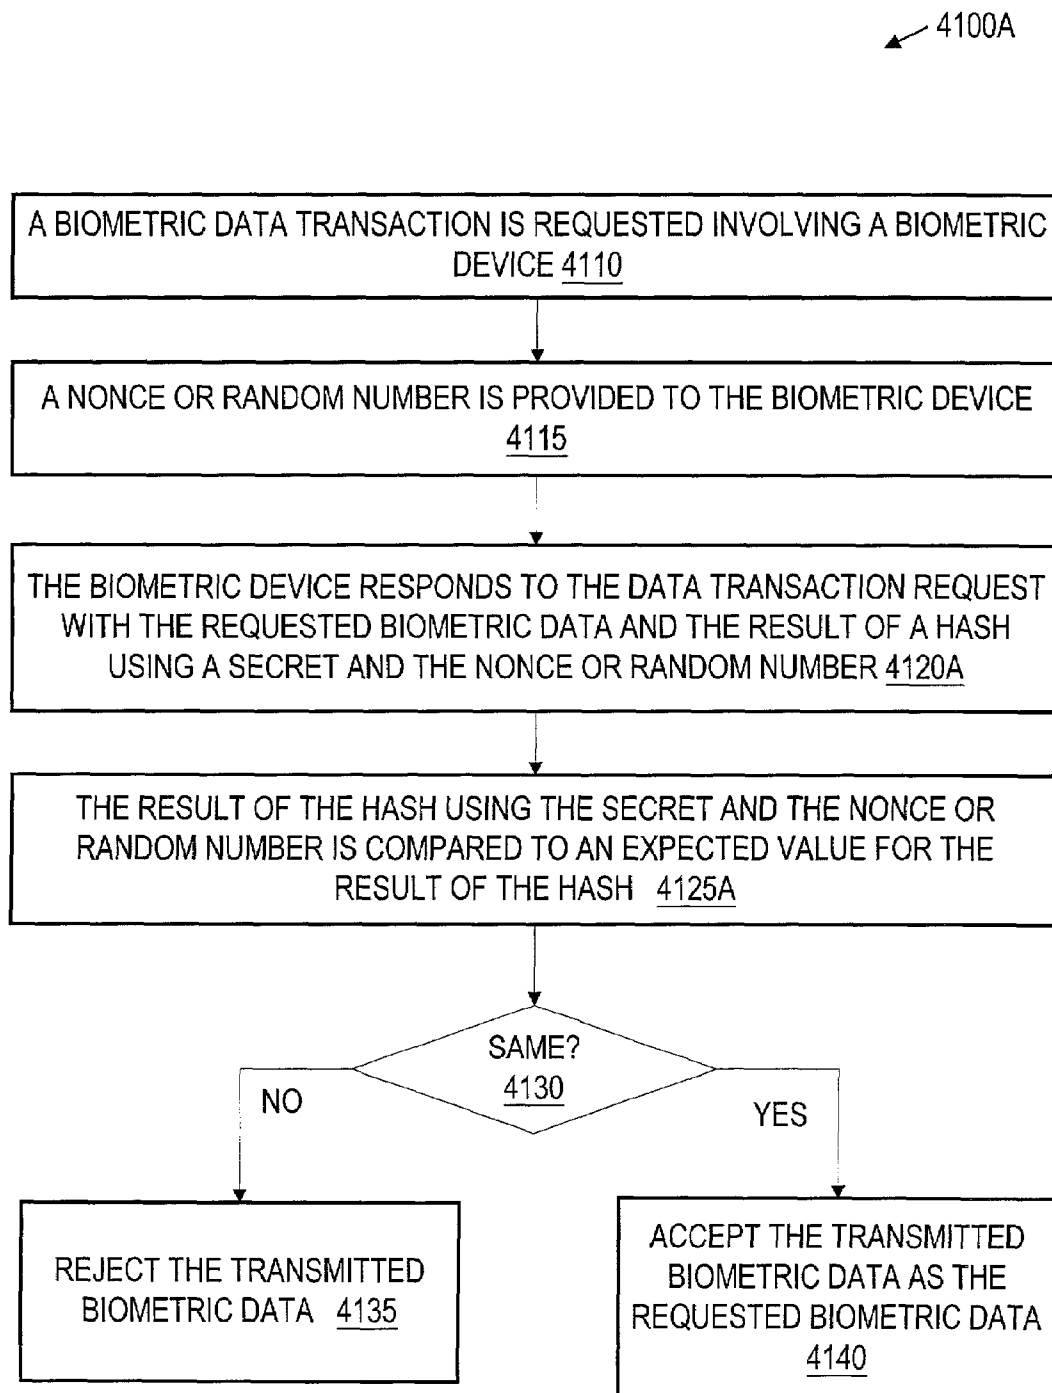 4100A
A BIOMETRIC DATA TRANSACTION IS REQUESTED INVOLVING A BIOMETRIC
DEVICE 4110
A NONCE OR RANDOM NUMBER IS PROVIDED TO THE BIOMETRIC DEVICE
4115
THE BIOMETRIC DEVICE RESPONDS TO THE DATA TRANSACTION REQUEST
WITH THE REQUESTED BIOMETRIC DATA AND THE RESULT OF A HASH
USING A SECRET AND THE NONCE OR RANDOM NUMBER 4120A
THE RESULT OF THE HASH USING THE SECRET AND THE NONCE OR
RANDOM NUMBER IS COMPARED TO AN EXPECTED VALUE FOR THE
RESULT OF THE HASH 4125A
SAME?
4130
NO
YES
REJECT THE TRANSMITTED
BIOMETRIC DATA 4135
ACCEPT THE TRANSMITTED
BIOMETRIC DATA AS THE
REQUESTED BIOMETRIC DATA
4140